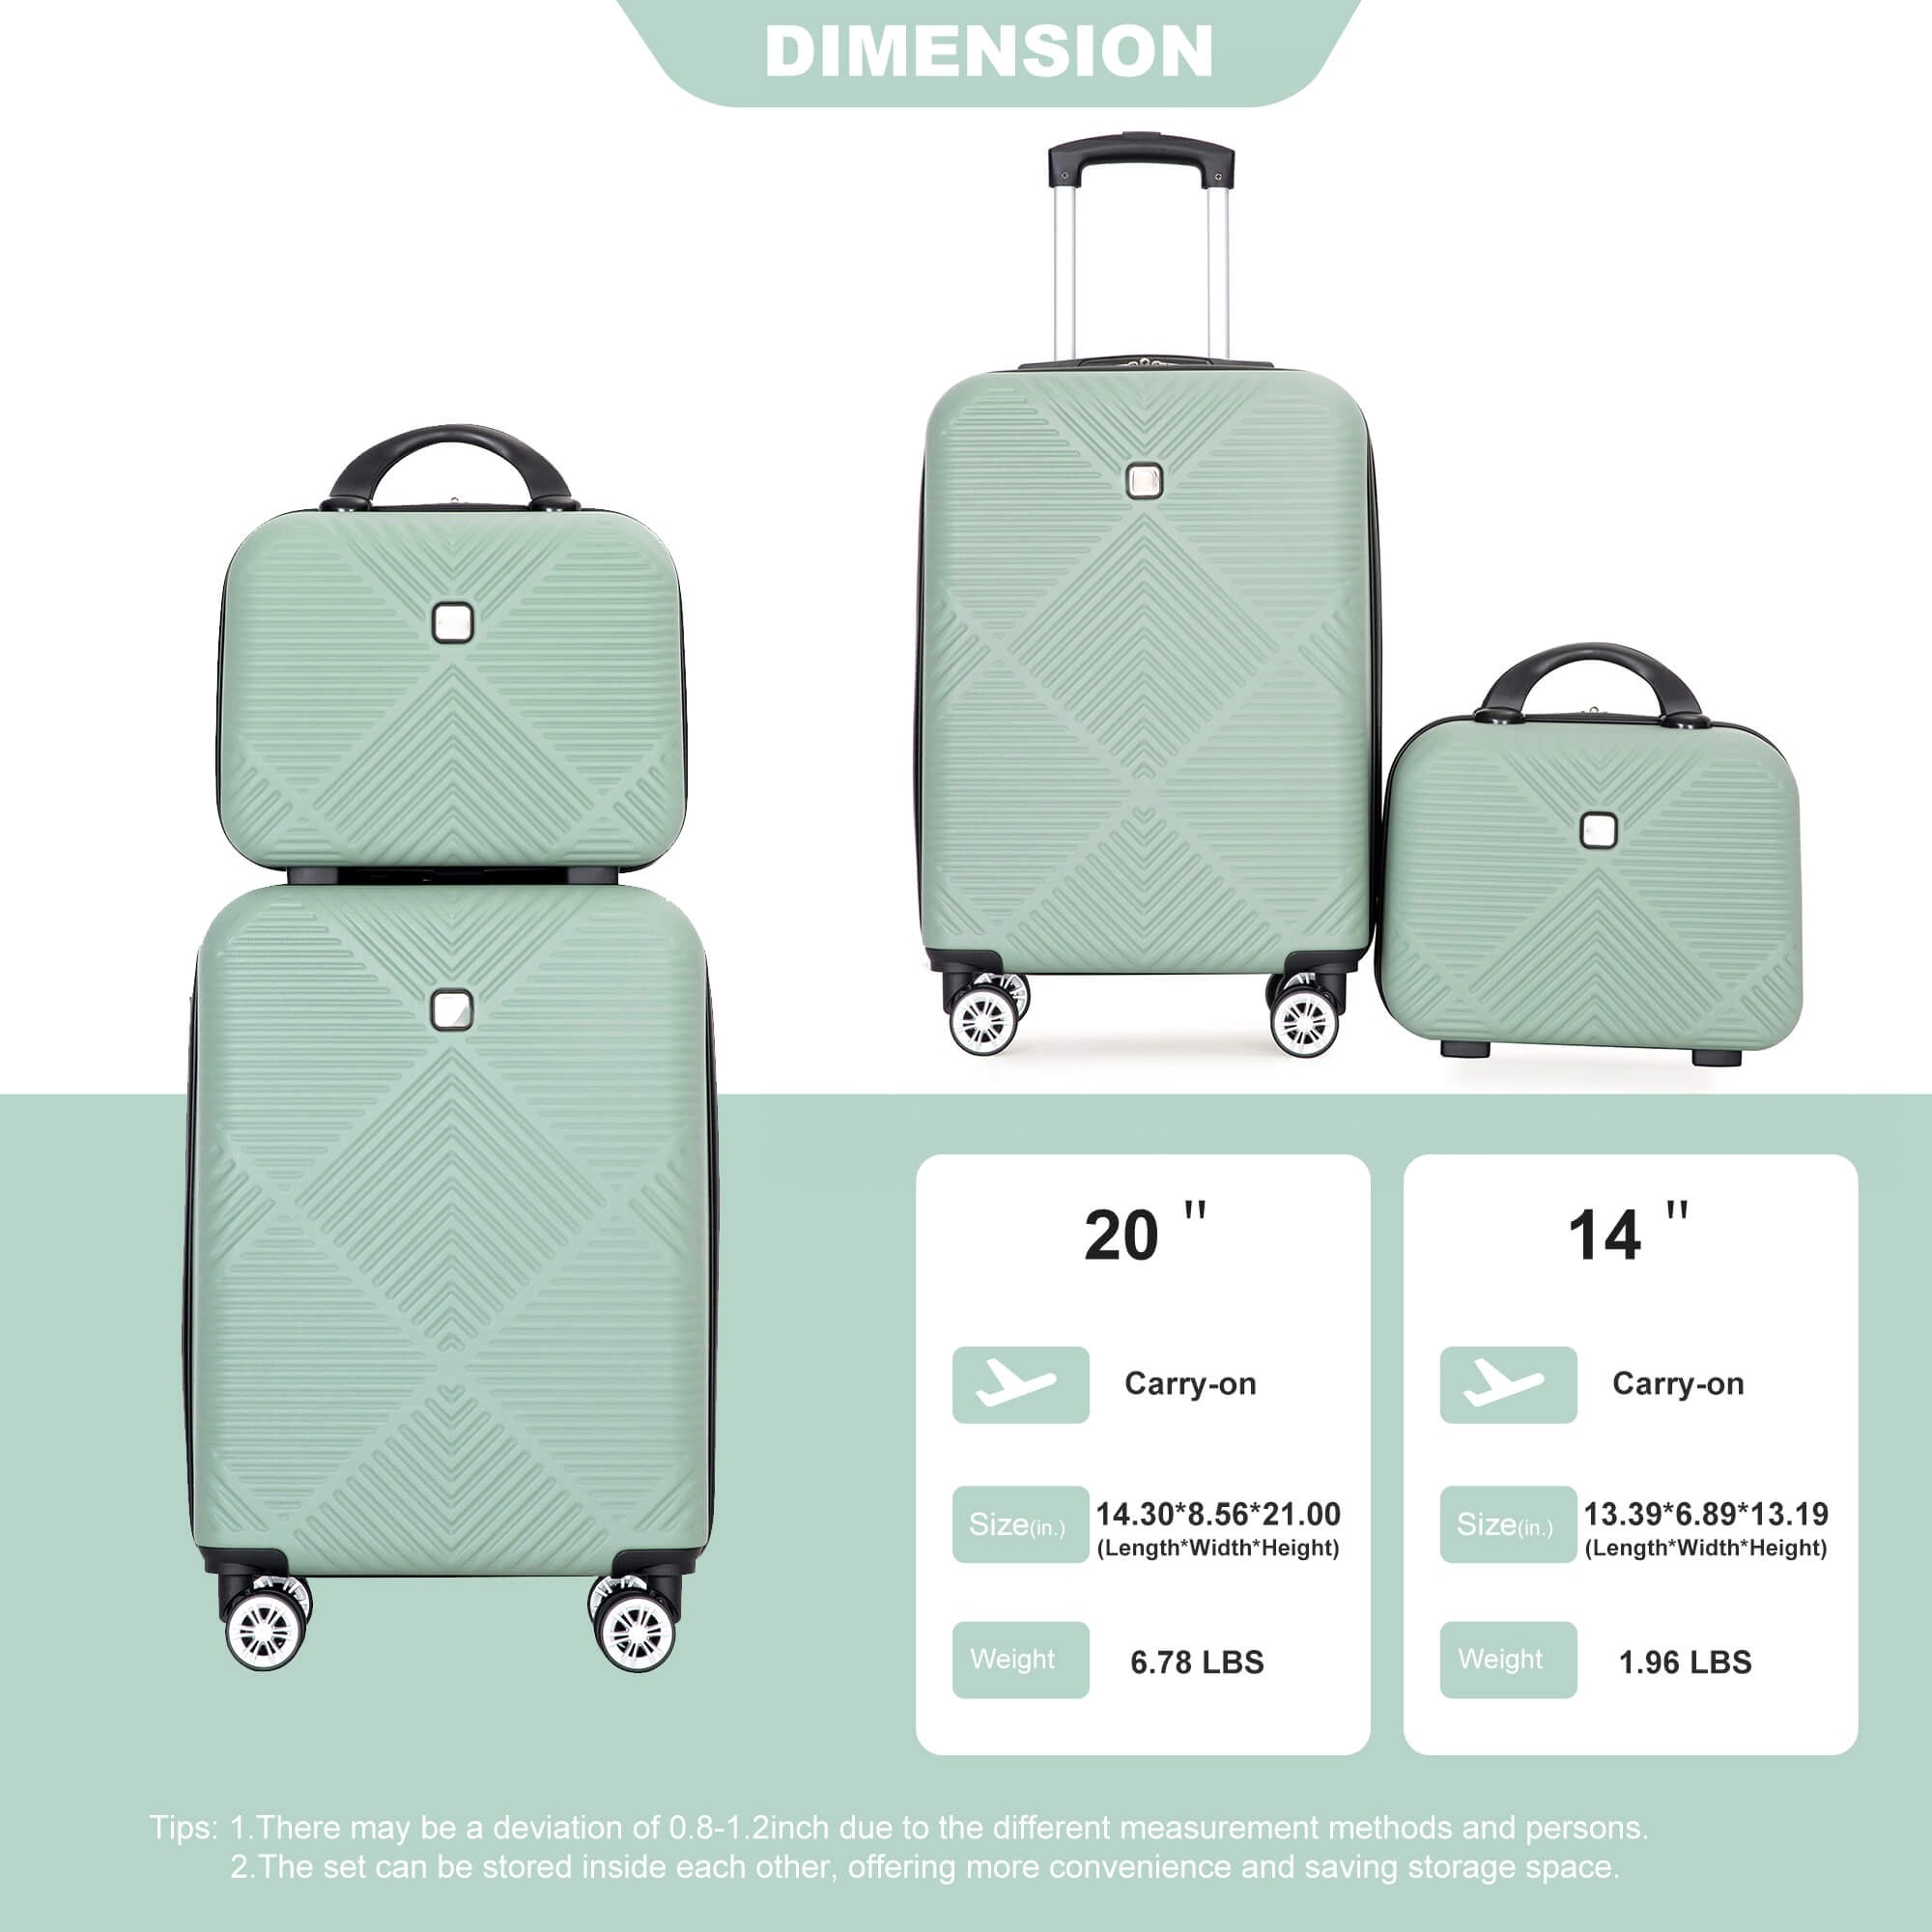 DIMENSION
20 "
Carry-on
Size(in.) 14.30*8.56*21.00
(Length*Width*Height)
Weight 6.78 LBS
14 "
Carry-on
Size(in.) 13.39*6.89*13.19
(Length*Width*Height)
Weight 1.96 LBS
Tips: 1.There may be a deviation of 0.8-1.2inch due to the different measurement methods and persons.
2.The set can be stored inside each other, offering more convenience and saving storage space.